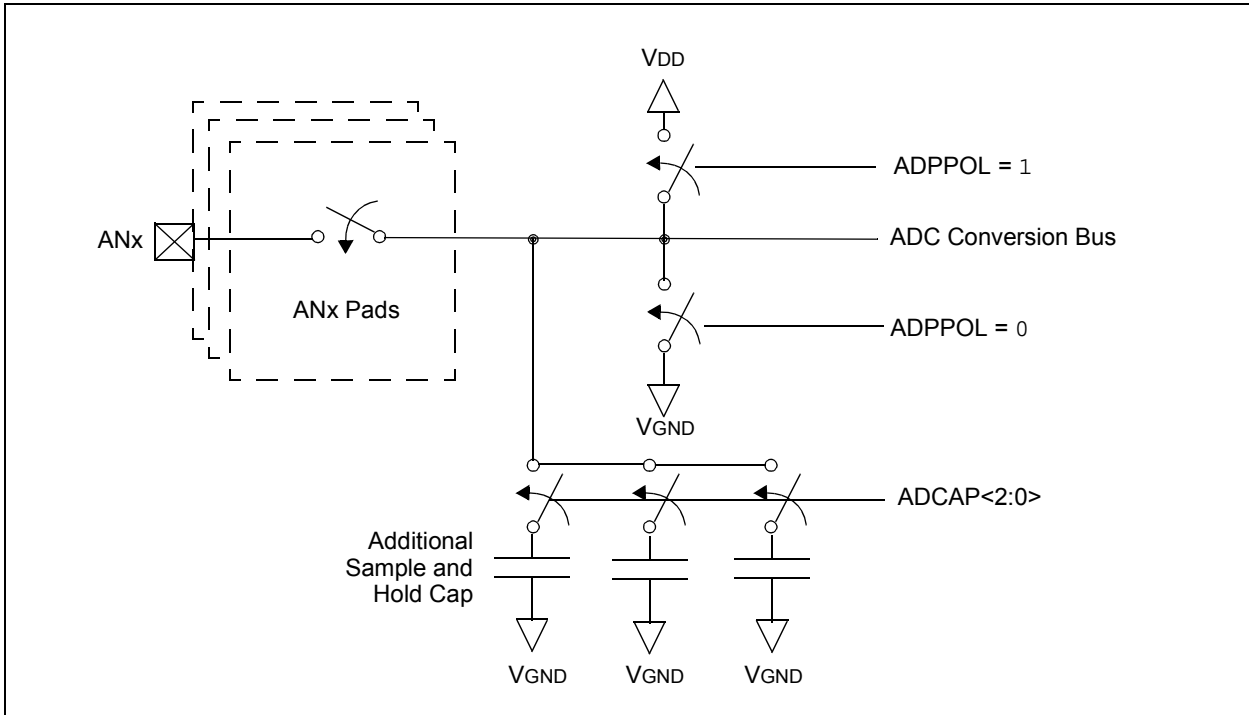 VDD
ADPPOL = 1
ANx
ADC Conversion Bus
ANx Pads
ADPPOL = 0
VGND
ADCAP<2:0>
Additional
Sample and
Hold Cap
VGND
VGND
VGND